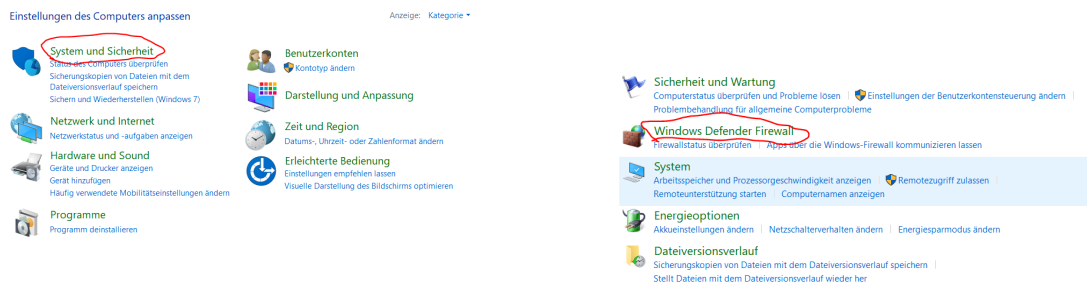 Einstellungen des Computers anpassen
Anzeige: Kategorie
System und Sicherheit
Status des Computers überprüfen
Sicherungskopien von Dateien mit dem
Dateiversionsverlauf speichern
Sichern und Wiederherstellen (Windows 7)
Netzwerk und Internet
Netzwerkstatus und -aufgaben anzeigen
Hardware und Sound
Geräte und Drucker anzeigen
Gerät hinzufügen
Häufig verwendete Mobilitätseinstellungen ändern
Programme
Programm deinstallieren
Benutzerkonten
Kontotyp ändern
Darstellung und Anpassung
Zeit und Region
Datums-, Uhrzeit- oder Zahlenformat ändern
Erleichterte Bedienung
Einstellungen empfehlen lassen
Visuelle Darstellung des Bildschirms optimieren
Sicherheit und Wartung
Computerstatus überprüfen und Probleme lösen | Einstellungen der Benutzerkontensteuerung ändern |
Problembehandlung für allgemeine Computerprobleme
Windows Defender Firewall
Firewallstatus überprüfen | Apps über die Windows-Firewall kommunizieren lassen
System
Arbeitsspeicher und Prozessorgeschwindigkeit anzeigen | Remotezugriff zulassen |
Remoteunterstützung starten | Computernamen anzeigen
Energieoptionen
Akkueinstellungen ändern | Netzschalterverhalten ändern | Energiesparmodus ändern
Dateiversionsverlauf
Sicherungskopien von Dateien mit dem Dateiversionsverlauf speichern |
Stellt Dateien mit dem Dateiversionsverlauf wieder her